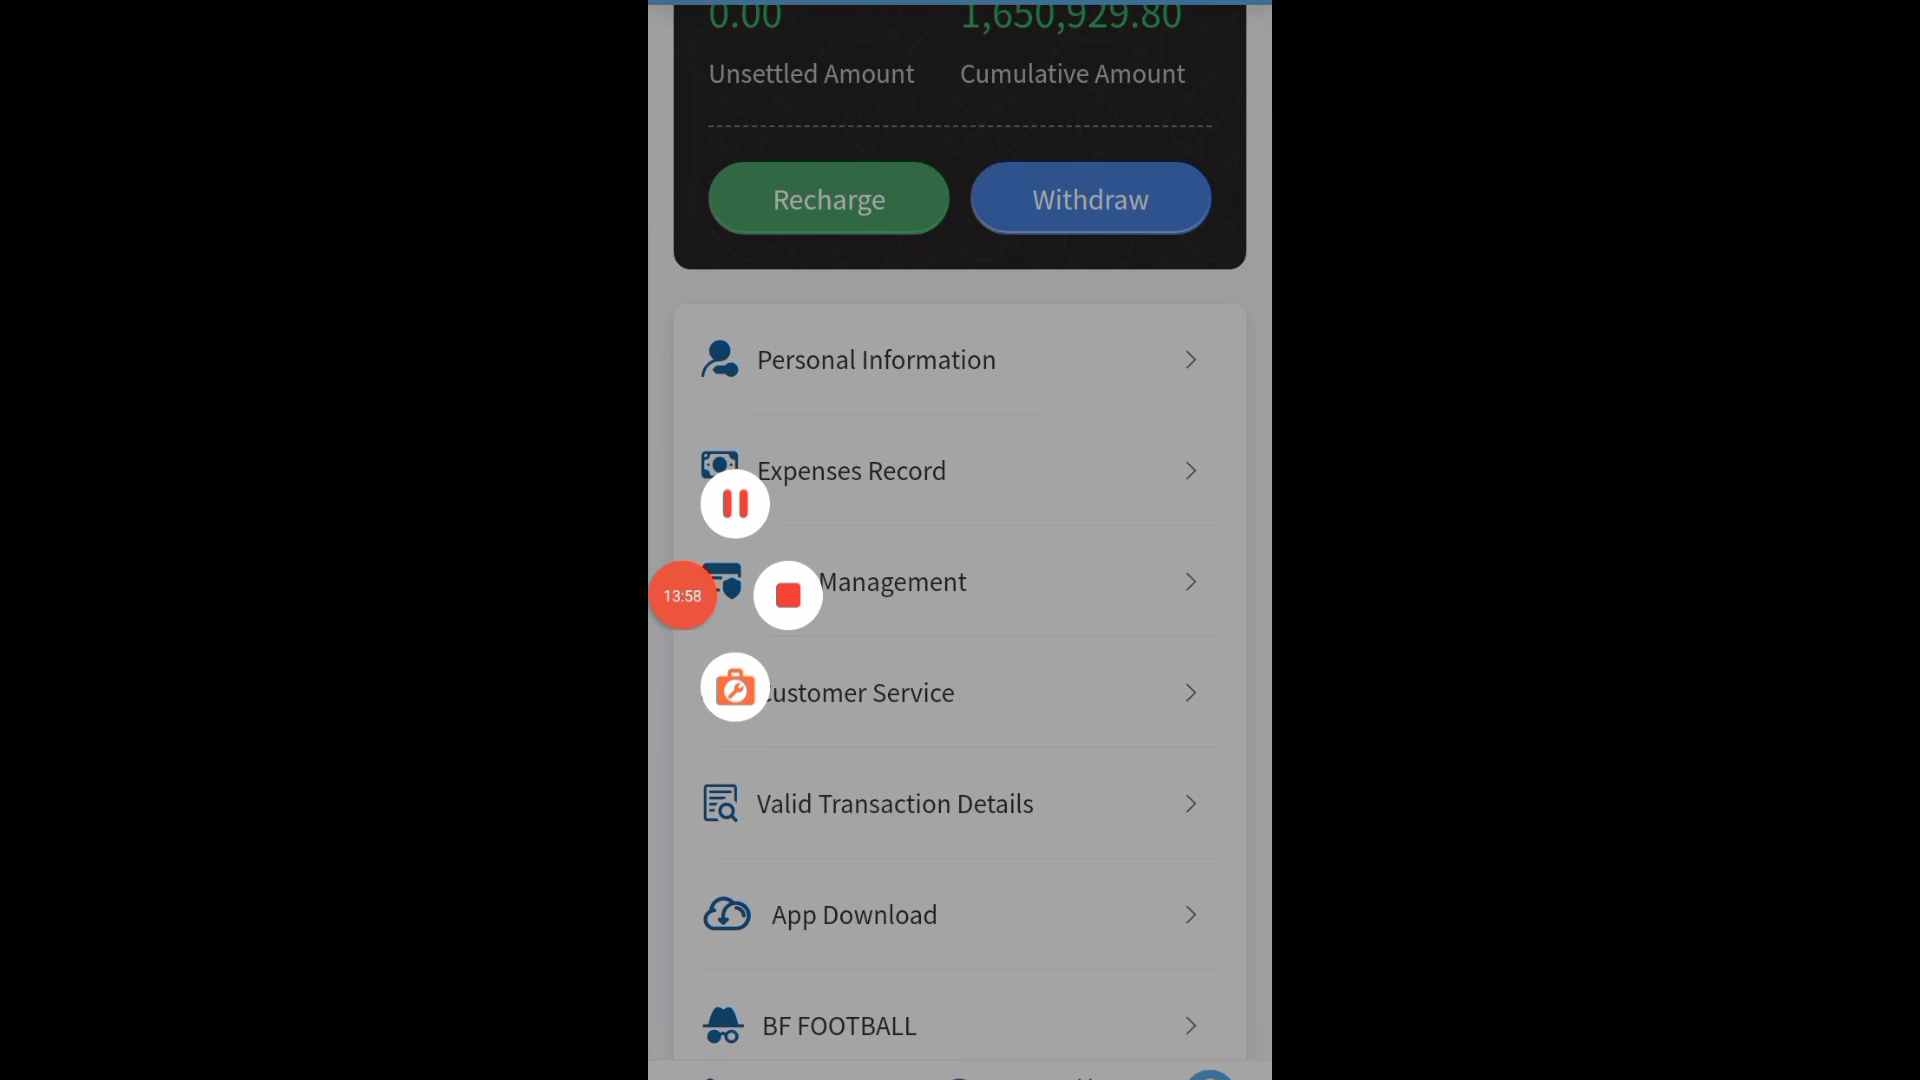 0.00 1,650,929.80
Unsettled Amount Cumulative Amount
Recharge Withdraw
Personal Information
Expenses Record
Management
13:58
ustomer Service
Valid Transaction Details
App Download
BF FOOTBALL